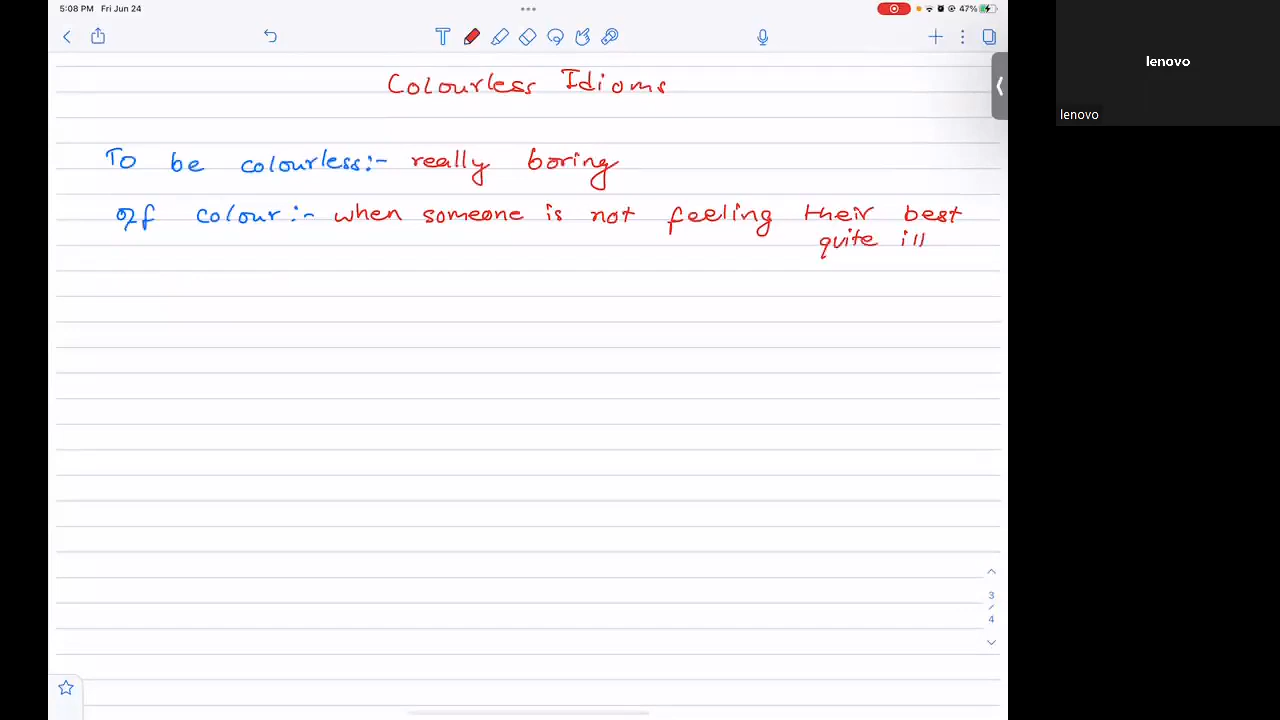 5:08 PM Fri Jun 24
47%
lenovo
lenovo
Colourless Idioms
To be colourless:- really boring
Off colour:- when someone is not feeling their best
quite ill
3
/
4